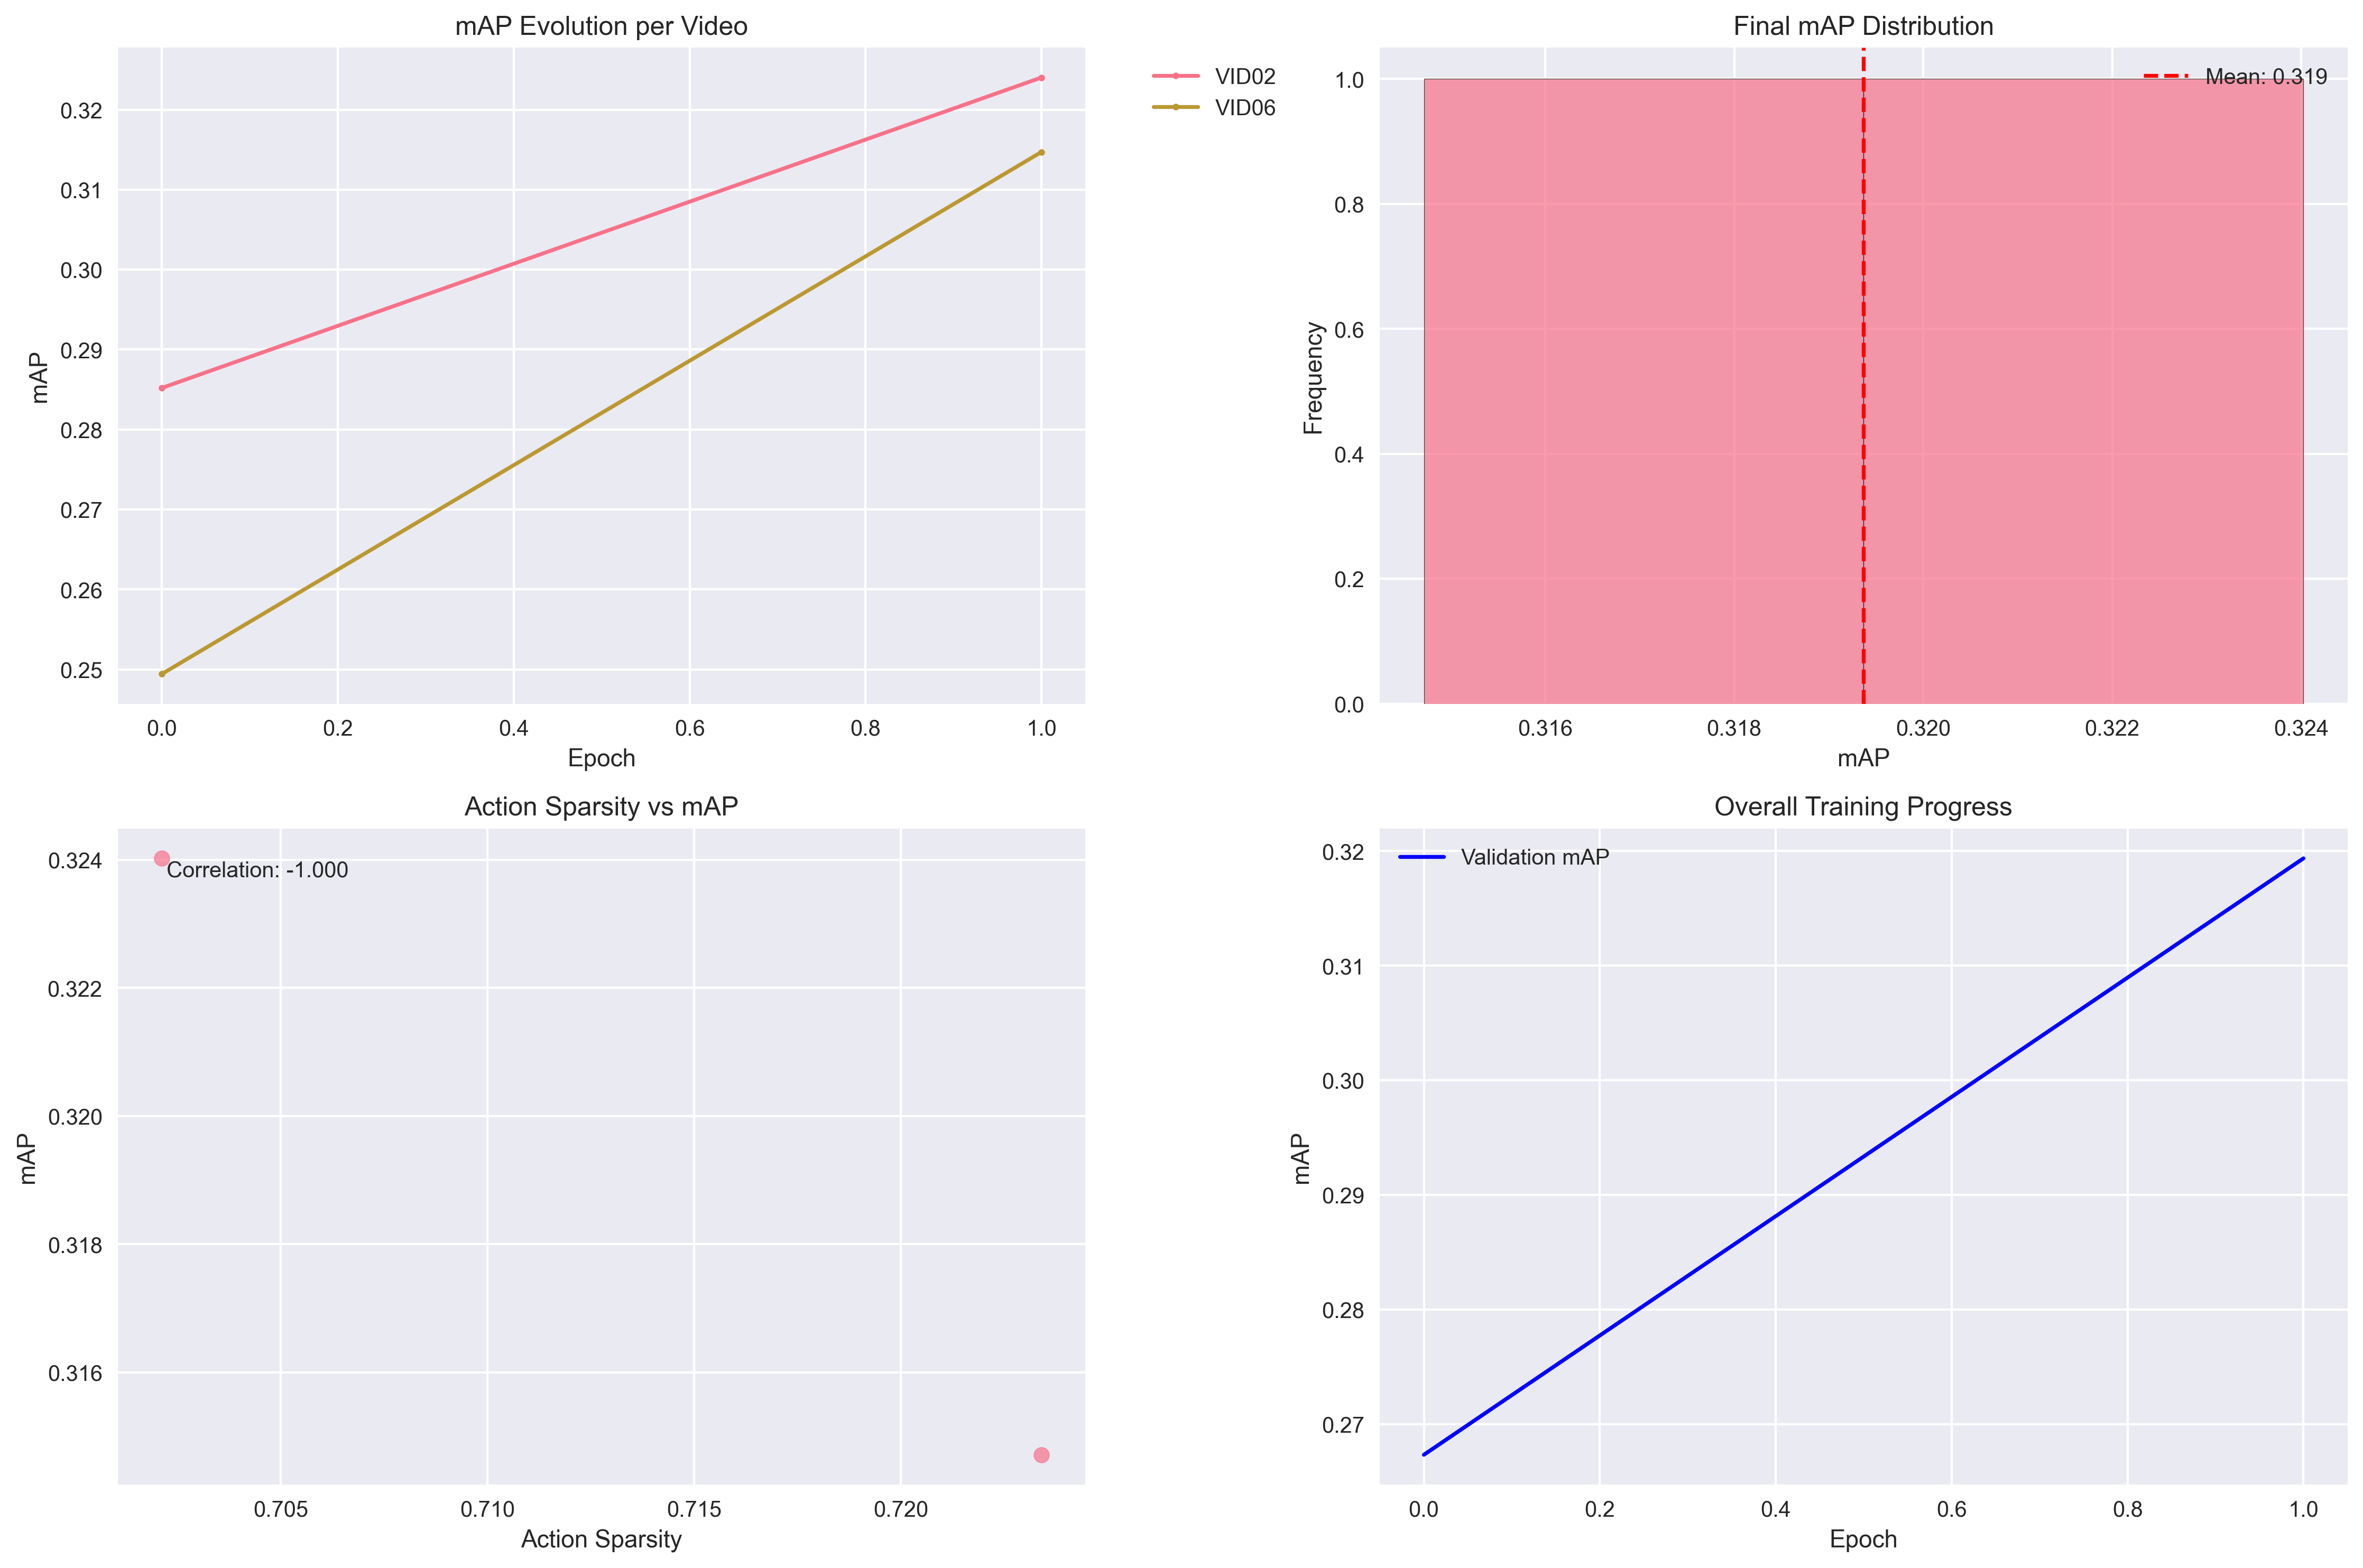 mAP Evolution per Video
mAP
0.32
0.31
0.30
0.29
0.28
0.27
0.26
0.25
0.0 0.2 0.4 0.6 0.8 1.0
Epoch
VID02
VID06
Final mAP Distribution
Frequency
1.0
0.8
0.6
0.4
0.2
0.0
Mean: 0.319
0.316 0.318 0.320 0.322 0.324
mAP
Action Sparsity vs mAP
mAP
0.324
0.322
0.320
0.318
0.316
Correlation: -1.000
0.705 0.710 0.715 0.720
Action Sparsity
Overall Training Progress
mAP
0.32
0.31
0.30
0.29
0.28
0.27
Validation mAP
0.0 0.2 0.4 0.6 0.8 1.0
Epoch